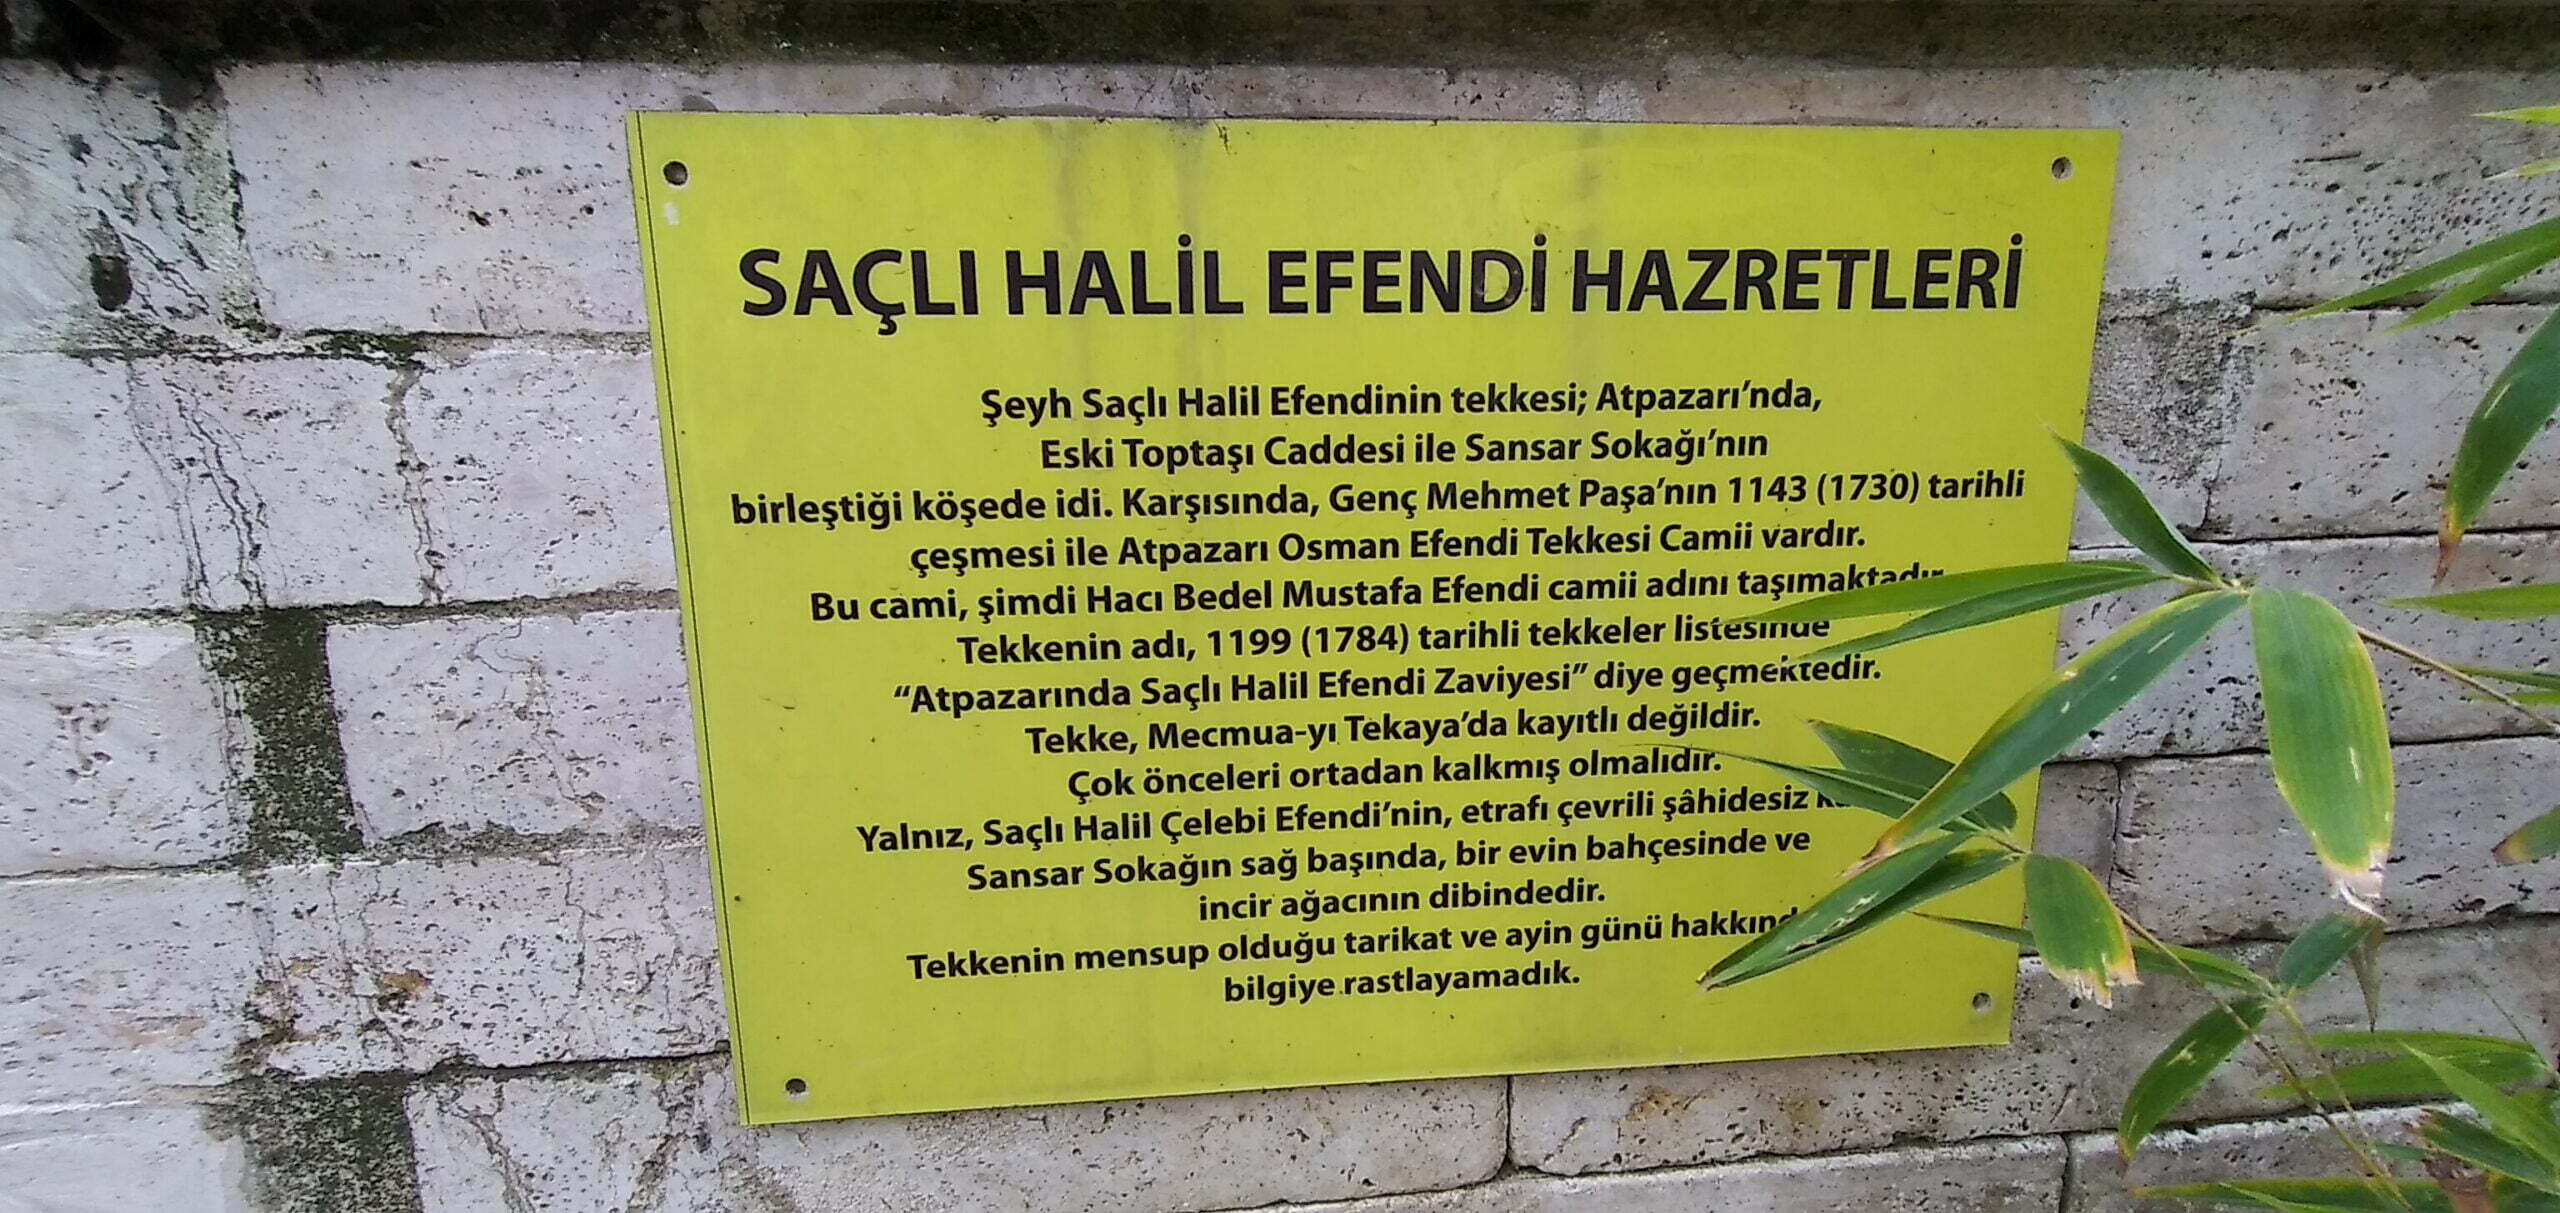 SAÇLI HALİL EFENDİ HAZRETLERİ
Şeyh Saçlı Halil Efendinin tekkesi; Atpazarı’nda,
Eski Toptaşı Caddesi ile Sansar Sokağı’nın
birleştiği köşede idi. Karşısında, Genç Mehmet Paşa’nın 1143 (1730) tarihli
çeşmesi ile Atpazarı Osman Efendi Tekkesi Camii vardır.
Bu cami, şimdi Hacı Bedel Mustafa Efendi camii adını taşımaktadır
Tekkenin adı, 1199 (1784) tarihli tekkeler listesinde
“Atpazarında Saçlı Halil Efendi Zaviyesi” diye geçmektedir.
Tekke, Mecmua-yı Tekaya’da kayıtlı değildir.
Çok önceleri ortadan kalkmış olmalıdır.
Yalnız, Saçlı Halil Çelebi Efendi’nin, etrafı çevrili şâhidesiz
Sansar Sokağın sağ başında, bir evin bahçesinde ve
incir ağacının dibindedir.
Tekkenin mensup olduğu tarikat ve ayin günü
bilgiye rastlayamadık.